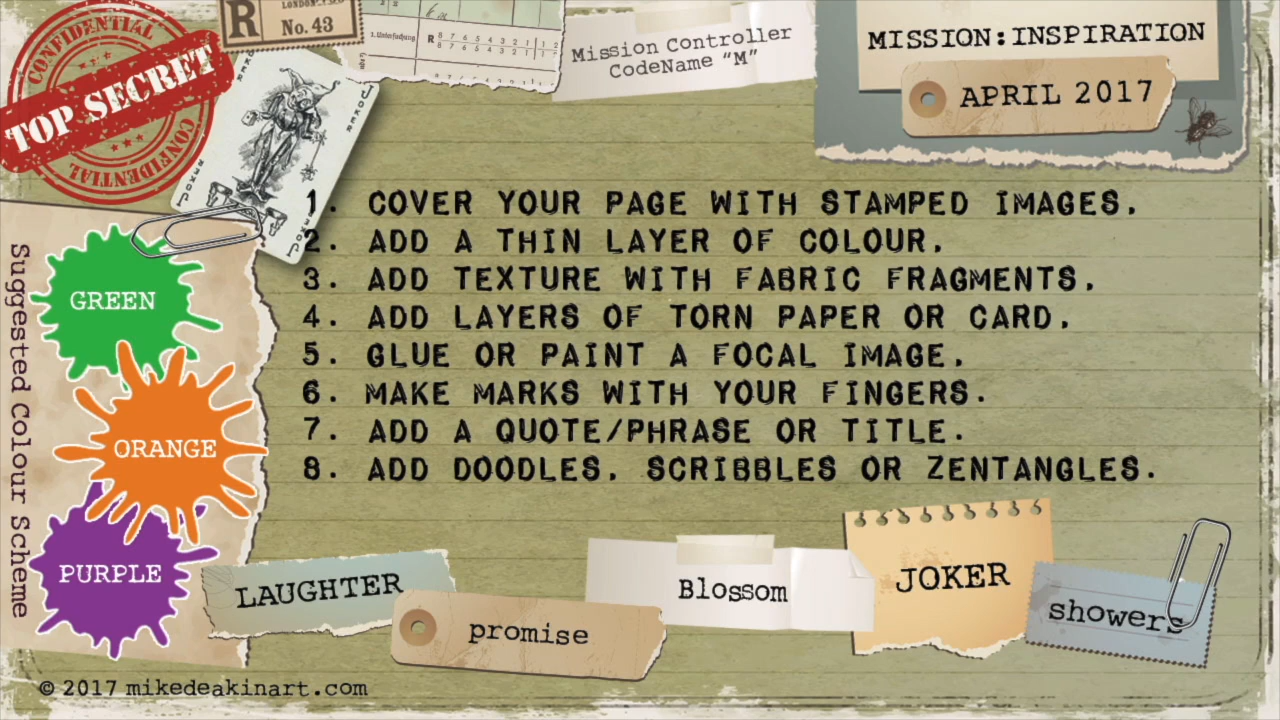 CONFIDENTIAL
TOP SECRET
CONFIDENTIAL
R
No. 43
Mission Controller
CodeName "M"
MISSION:INSPIRATION
APRIL 2017
JOKER
JOKER
1. COVER YOUR PAGE WITH STAMPED IMAGES.
2. ADD A THIN LAYER OF COLOUR.
3. ADD TEXTURE WITH FABRIC FRAGMENTS.
4. ADD LAYERS OF TORN PAPER OR CARD.
5. GLUE OR PAINT A FOCAL IMAGE.
6. MAKE MARKS WITH YOUR FINGERS.
7. ADD A QUOTE/PHRASE OR TITLE.
8. ADD DOODLES, SCRIBBLES OR ZENTANGLES.
Suggested Colour Scheme
GREEN
ORANGE
PURPLE
LAUGHTER
promise
Blossom
JOKER
showers
© 2017 mikedeakinart.com